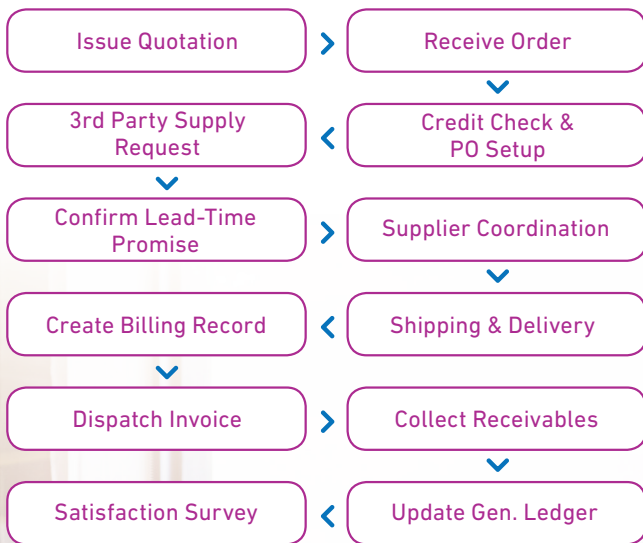 Issue Quotation
Receive Order
3rd Party Supply
Request
Credit Check &
PO Setup
Confirm Lead-Time
Promise
Supplier Coordination
Create Billing Record
Shipping & Delivery
Dispatch Invoice
Collect Receivables
Satisfaction Survey
Update Gen. Ledger